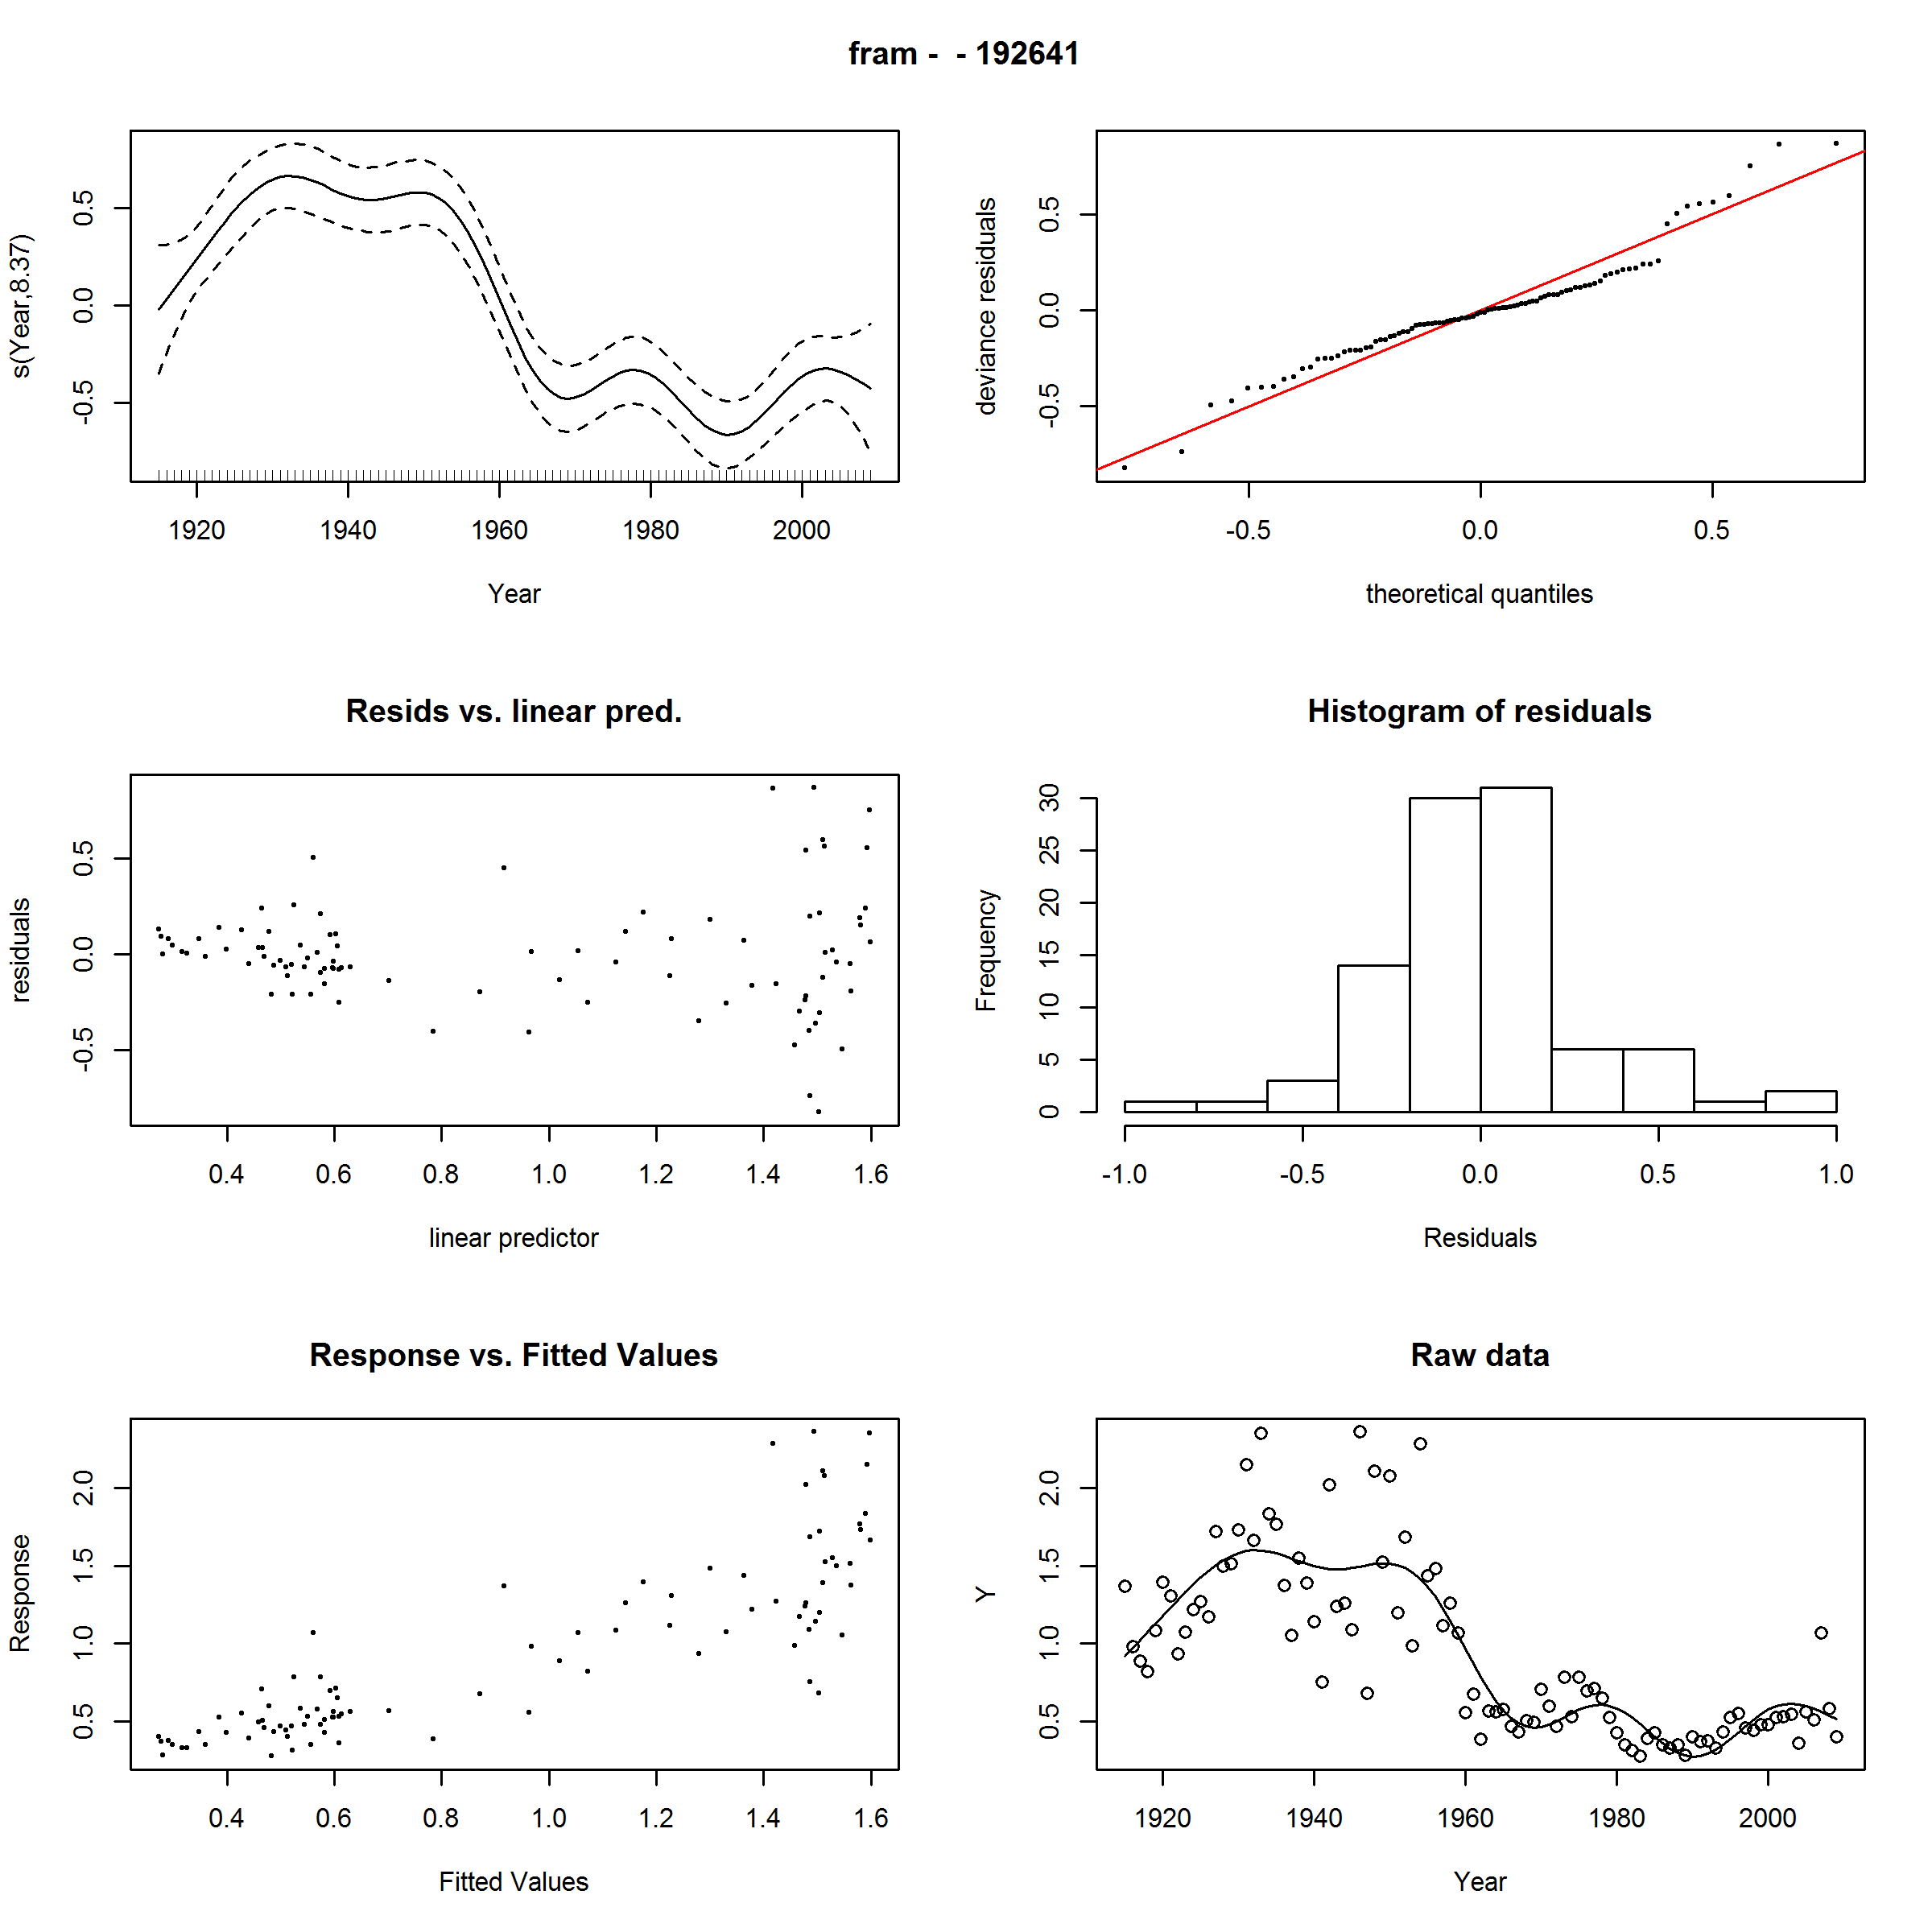 fram -  - 192641
s(Year,8.37)
0.5
0.0
-0.5
1920 1940 1960 1980 2000
Year
deviance residuals
0.5
0.0
-0.5
-0.5 0.0 0.5
theoretical quantiles
Resids vs. linear pred.
residuals
0.5
0.0
-0.5
0.4 0.6 0.8 1.0 1.2 1.4 1.6
linear predictor
Histogram of residuals
Frequency
30
25
20
15
10
5
0
-1.0 -0.5 0.0 0.5 1.0
Residuals
Response vs. Fitted Values
Response
2.0
1.5
1.0
0.5
0.4 0.6 0.8 1.0 1.2 1.4 1.6
Fitted Values
Raw data
Y
2.0
1.5
1.0
0.5
1920 1940 1960 1980 2000
Year